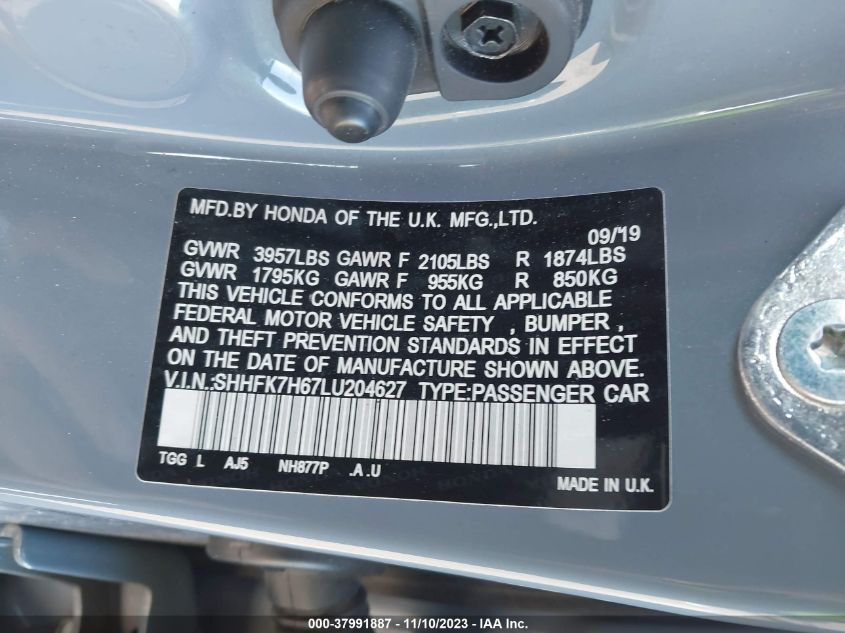 MFD.BY HONDA OF THE U.K. MFG.,LTD.
09/19
GVWR 3957LBS GAWR F 2105LBS R 1874LBS
GVWR 1795KG GAWR F 955KG R 850KG
THIS VEHICLE CONFORMS TO ALL APPLICABLE
FEDERAL MOTOR VEHICLE SAFETY , BUMPER ,
AND THEFT PREVENTION STANDARDS IN EFFECT
ON THE DATE OF MANUFACTURE SHOWN ABOVE.
V.I.N.:SHHFK7H67LU204627 TYPE:PASSENGER CAR
TGG L AJ5 NH877P .A.U
MADE IN U.K.
000-37991887 - 11/10/2023 - IAA Inc.